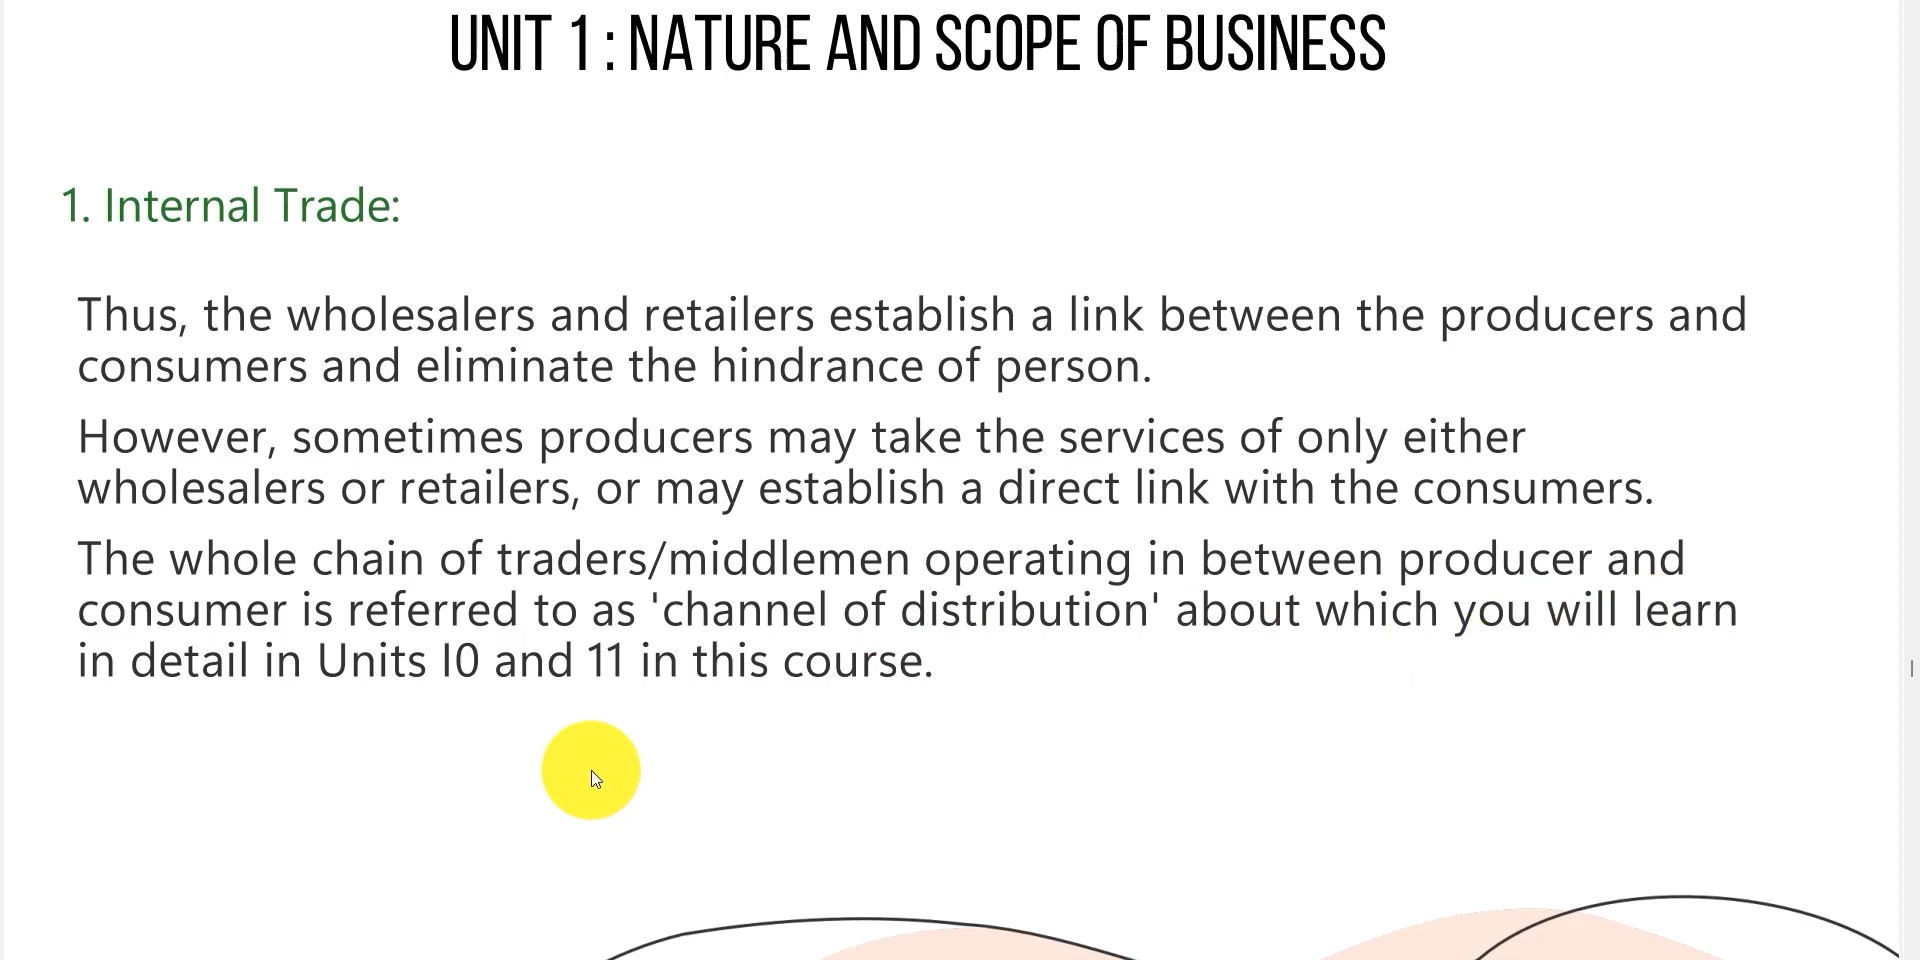 UNIT 1 : NATURE AND SCOPE OF BUSINESS
1. Internal Trade:
Thus, the wholesalers and retailers establish a link between the producers and
consumers and eliminate the hindrance of person.
However, sometimes producers may take the services of only either
wholesalers or retailers, or may establish a direct link with the consumers.
The whole chain of traders/middlemen operating in between producer and
consumer is referred to as 'channel of distribution' about which you will learn
in detail in Units I0 and 11 in this course.